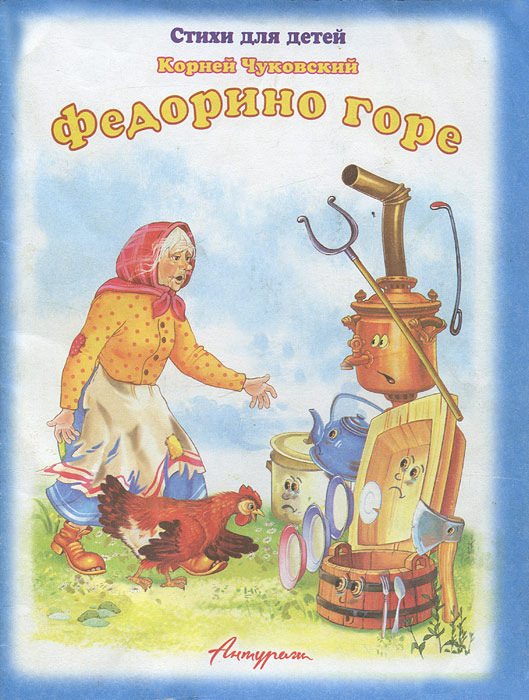 Стихи для детей
Корней Чуковский
Федорино горе
Антураж